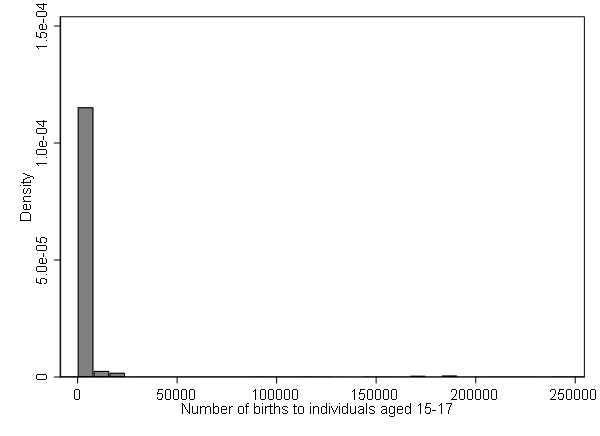 1.5e-04
1.0e-04
5.0e-05
0
Density
0 50000 100000 150000 200000 250000
Number of births to individuals aged 15-17